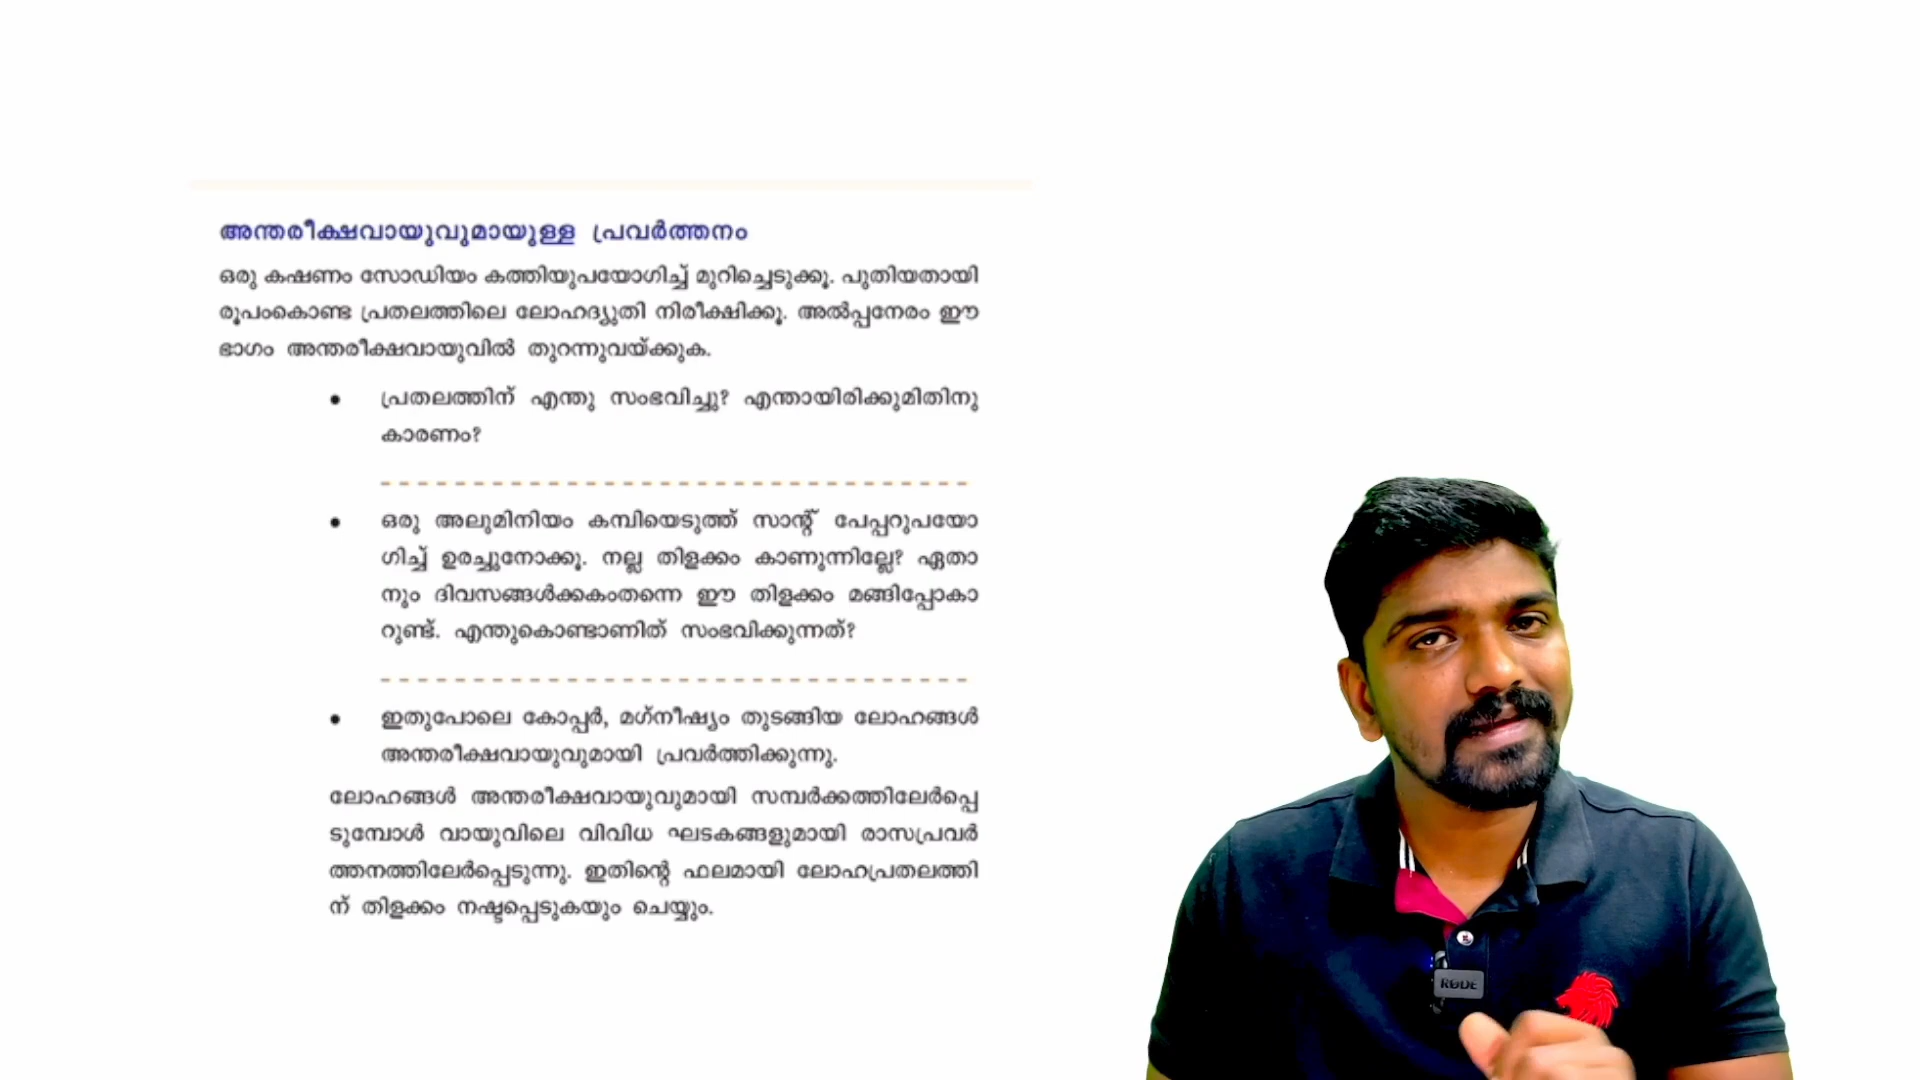 അന്തരീക്ഷവായുവുമായുള്ള പ്രവർത്തനം
ഒരു കഷണം സോഡിയം കത്തിയുപയോഗിച്ച് മുറിച്ചെടുക്കൂ. പുതിയതായി
രൂപംകൊണ്ട പ്രതലത്തിലെ ലോഹദ്യുതി നിരീക്ഷിക്കൂ. അൽപ്പനേരം ഈ
ഭാഗം അന്തരീക്ഷവായുവിൽ തുറന്നുവയ്ക്കുക.
• പ്രതലത്തിന് എന്തു സംഭവിച്ചു? എന്തായിരിക്കുമിതിനു
കാരണം?
• ഒരു അലുമിനിയം കമ്പിയെടുത്ത് സാന്റ് പേപ്പറുപയോ
ഗിച്ച് ഉരച്ചുനോക്കൂ. നല്ല തിളക്കം കാണുന്നില്ലേ? ഏതാ
നും ദിവസങ്ങൾക്കകംതന്നെ ഈ തിളക്കം മങ്ങിപ്പോകാ
റുണ്ട്. എന്തുകൊണ്ടാണിത് സംഭവിക്കുന്നത്?
• ഇതുപോലെ കോപ്പർ, മഗ്നീഷ്യം തുടങ്ങിയ ലോഹങ്ങൾ
അന്തരീക്ഷവായുവുമായി പ്രവർത്തിക്കുന്നു.
ലോഹങ്ങൾ അന്തരീക്ഷവായുവുമായി സമ്പർക്കത്തിലേർപ്പെ
ടുമ്പോൾ വായുവിലെ വിവിധ ഘടകങ്ങളുമായി രാസപ്രവർ
ത്തനത്തിലേർപ്പെടുന്നു. ഇതിന്റെ ഫലമായി ലോഹപ്രതലത്തി
ന് തിളക്കം നഷ്ടപ്പെടുകയും ചെയ്യും.
RØDE